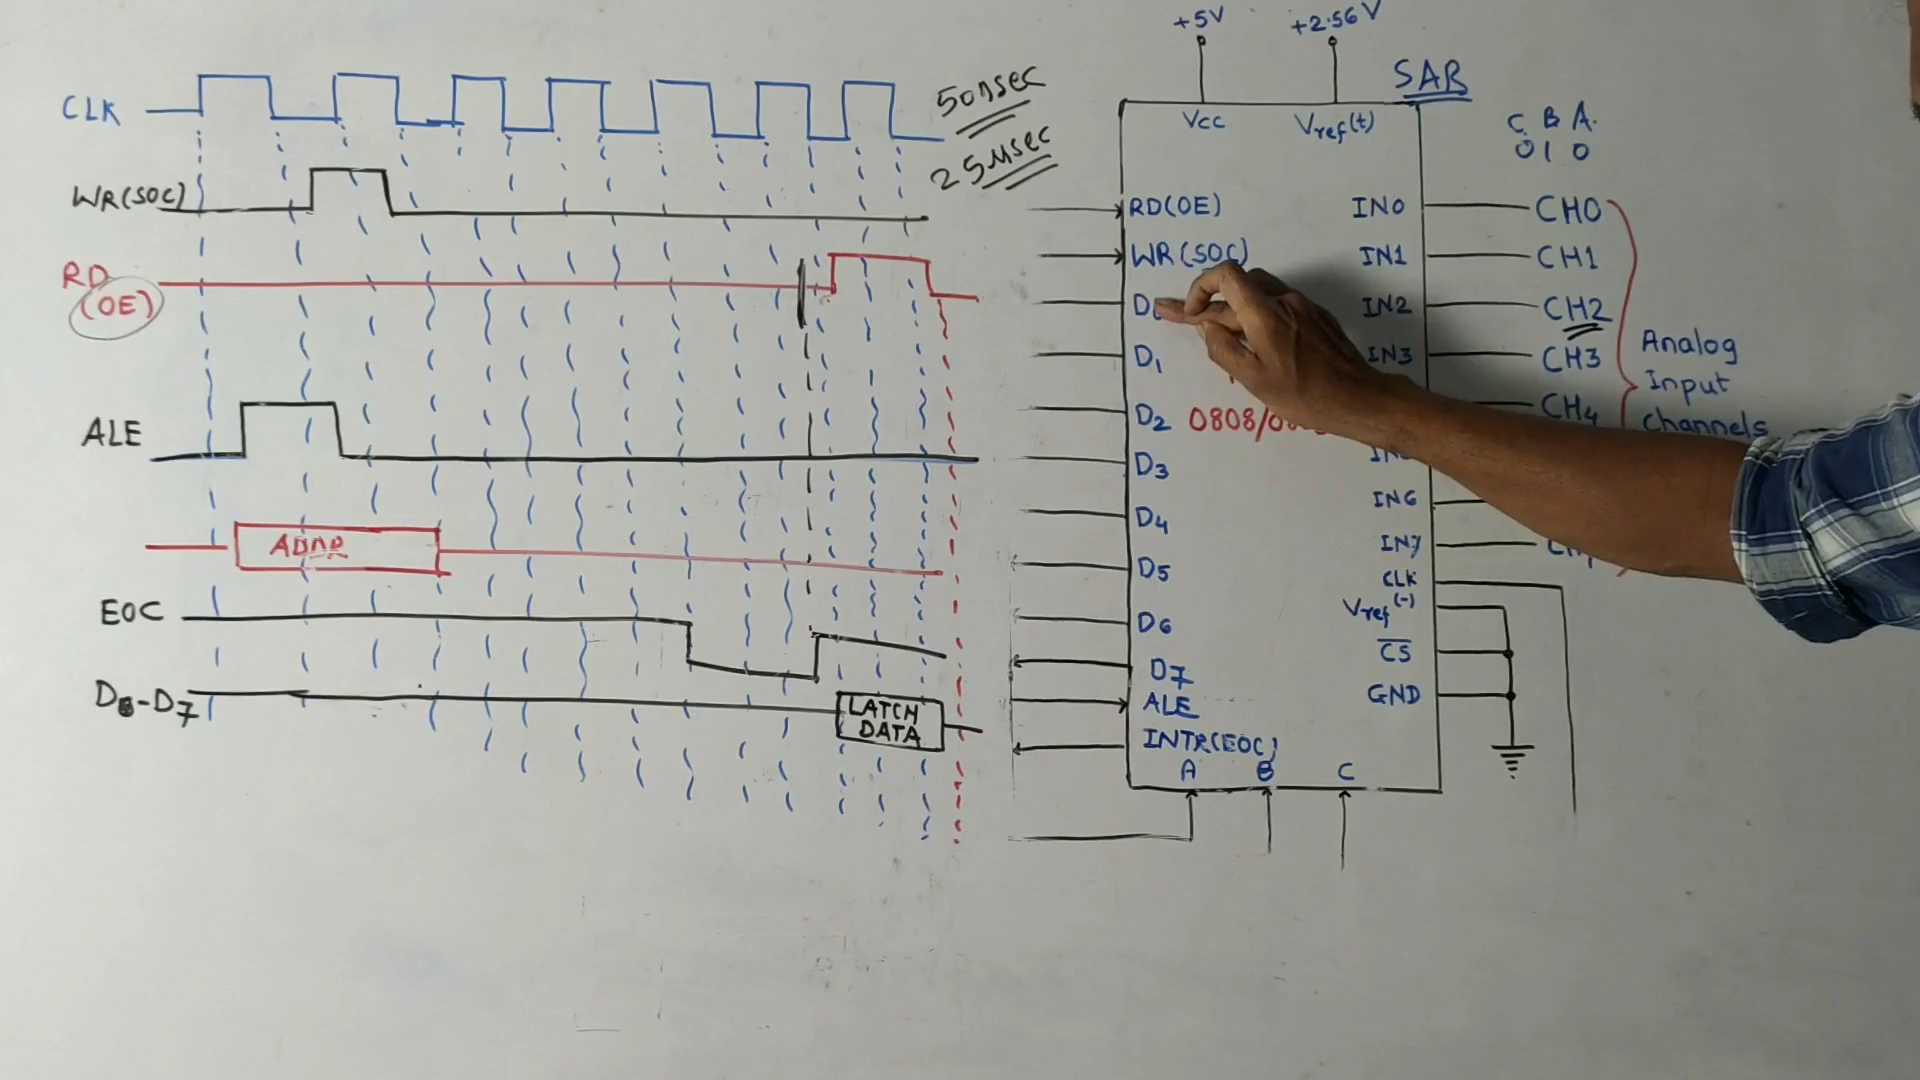 CLK
50nsec
25μsec
WR(SOC)
RD
(OE)
ALE
ADDR
EOC
D0-D7
LATCH
DATA
+5V
+2.56V
SAR
Vcc
Vref(+)
C B A.
0 1 0
RD(OE)
WR(SOC)
D1
D2
D3
D4
D5
D6
D7
ALE
INTR(EOC)
A B C
0808/
IN0
IN1
IN2
IN3
IN6
IN7
CLK
Vref(-)
C̅S̅
GND
CH0
CH1
CH2
CH3
CH4
Analog
Input
Channels